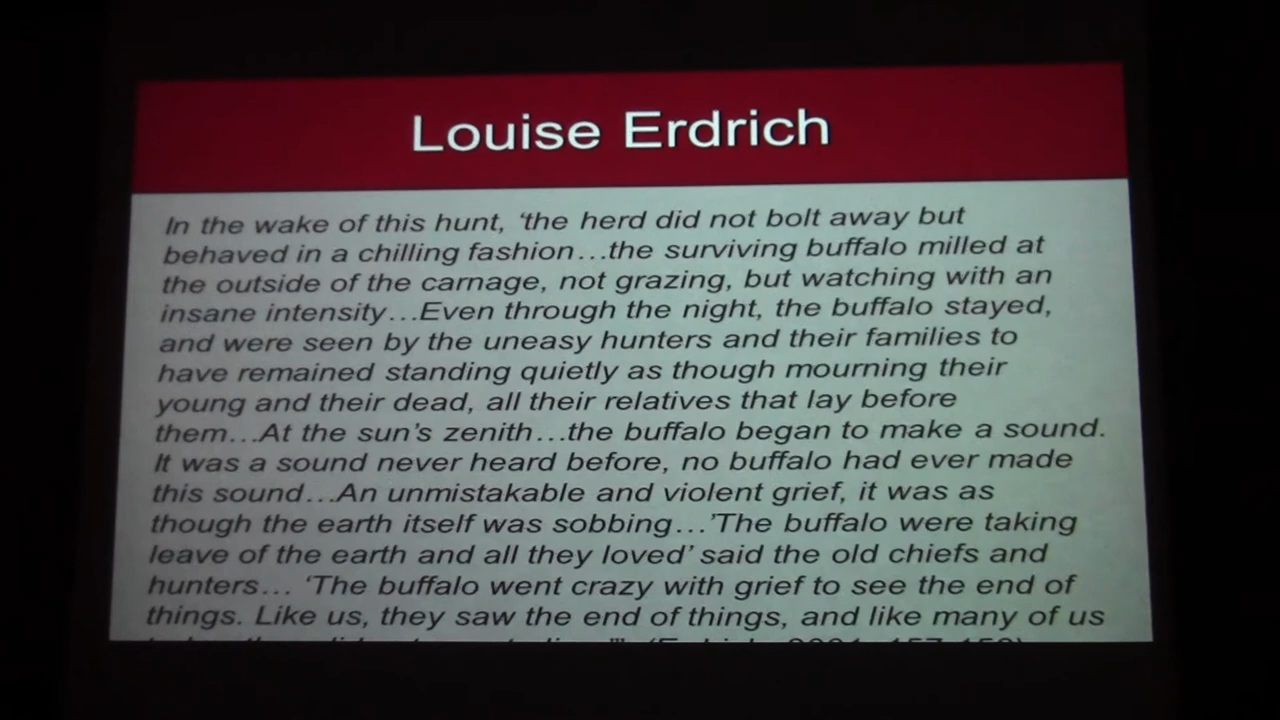 Louise Erdrich
In the wake of this hunt, ‘the herd did not bolt away but
behaved in a chilling fashion…the surviving buffalo milled at
the outside of the carnage, not grazing, but watching with an
insane intensity…Even through the night, the buffalo stayed,
and were seen by the uneasy hunters and their families to
have remained standing quietly as though mourning their
young and their dead, all their relatives that lay before
them…At the sun’s zenith…the buffalo began to make a sound.
It was a sound never heard before, no buffalo had ever made
this sound…An unmistakable and violent grief, it was as
though the earth itself was sobbing…’The buffalo were taking
leave of the earth and all they loved’ said the old chiefs and
hunters… ‘The buffalo went crazy with grief to see the end of
things. Like us, they saw the end of things, and like many of us